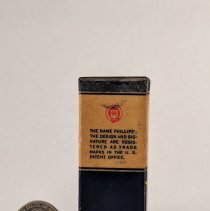 THE NAME PHILLIPS',
THE DESIGN AND SIG-
NATURE ARE REGIS-
TERED AS TRADE
MARKS IN THE U. S.
PATENT OFFICE.